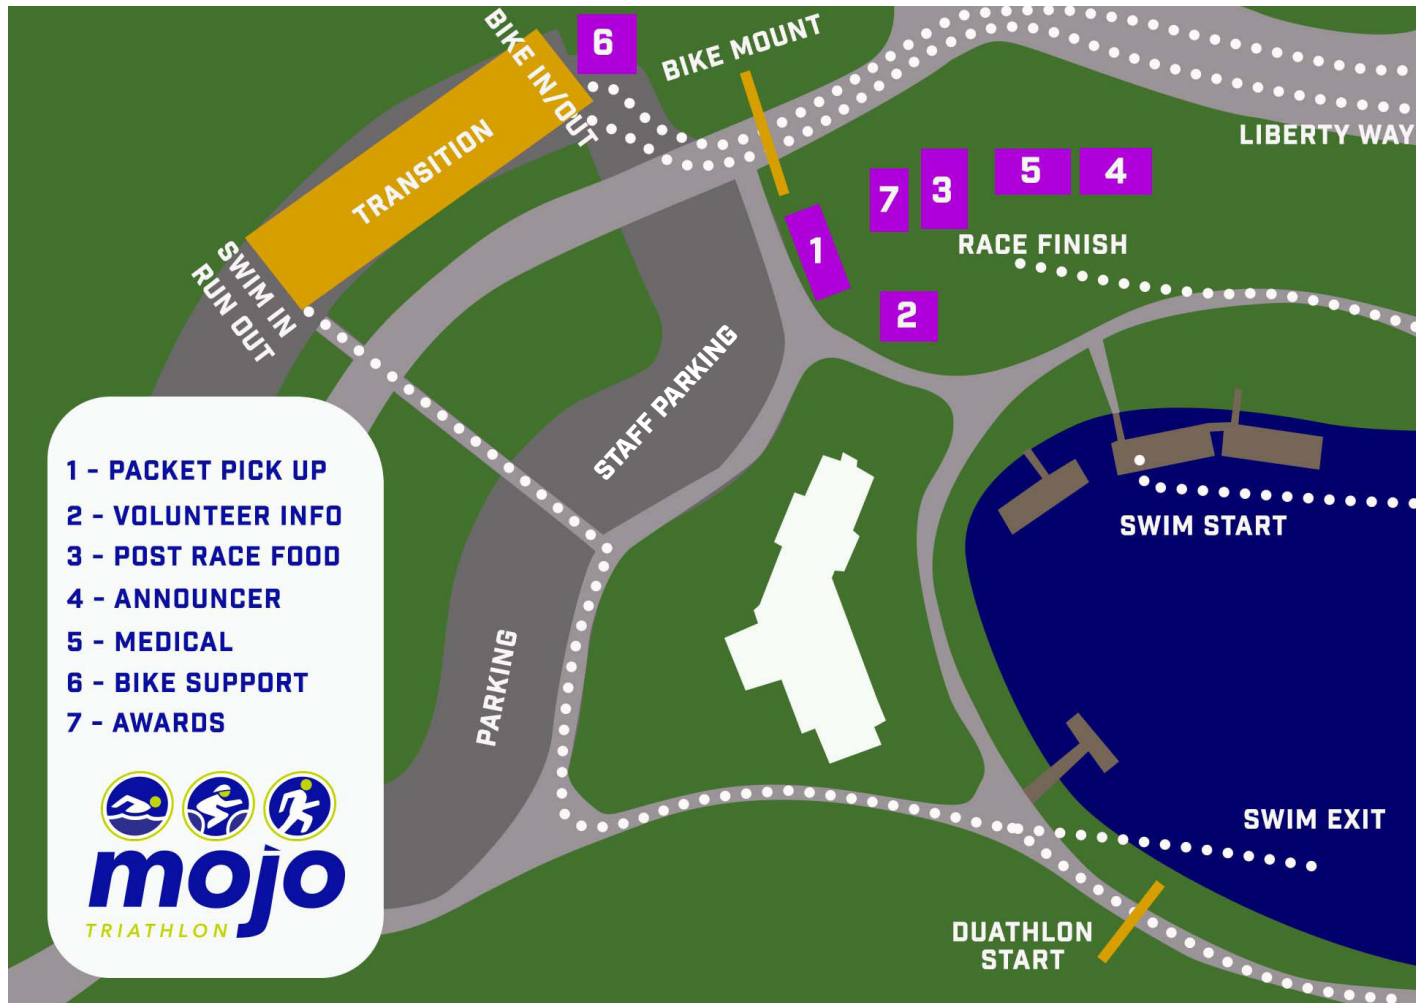 BIKE IN/OUT
6
BIKE MOUNT
TRANSITION
LIBERTY WAY
7
3
5
4
1
RACE FINISH
SWIM IN
RUN OUT
2
STAFF PARKING
SWIM START
PARKING
SWIM EXIT
DUATHLON
START
1 - PACKET PICK UP
2 - VOLUNTEER INFO
3 - POST RACE FOOD
4 - ANNOUNCER
5 - MEDICAL
6 - BIKE SUPPORT
7 - AWARDS
mojo
TRIATHLON